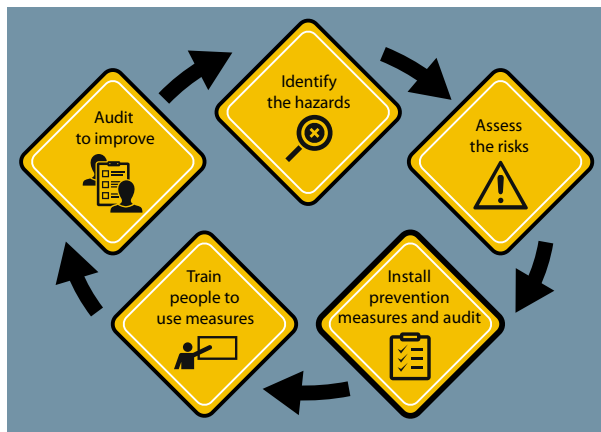 Identify
the hazards
Assess
the risks
Install
prevention
measures and audit
Train
people to
use measures
Audit
to improve